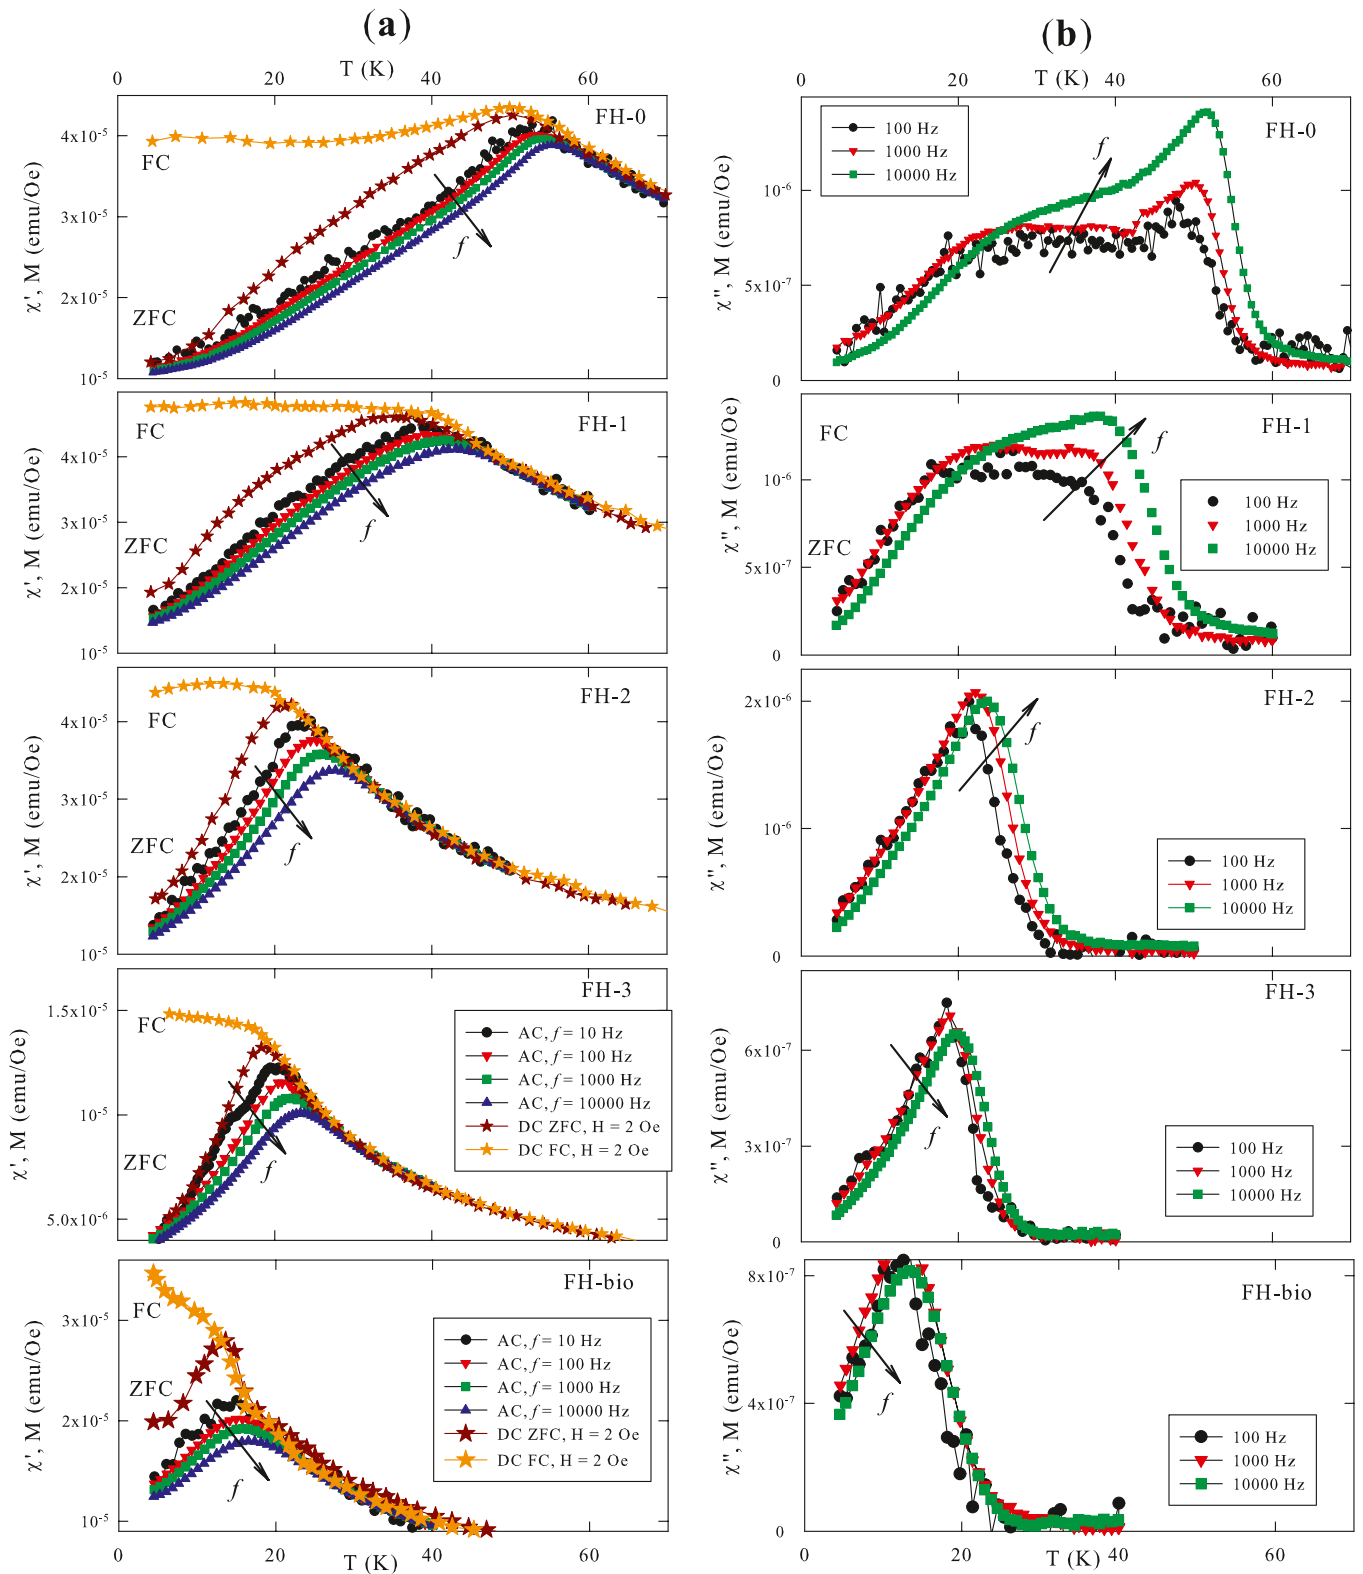 (a)
T (K)
0 20 40 60
FH-0
4x10-5
FC
3x10-5
χ', M (emu/Oe)
2x10-5
ZFC
10-5
f
FH-1
FC
4x10-5
3x10-5
χ', M (emu/Oe)
ZFC
2x10-5
10-5
f
FH-2
FC
4x10-5
3x10-5
χ', M (emu/Oe)
ZFC
2x10-5
10-5
f
FH-3
1.5x10-5
FC
AC, f = 10 Hz
AC, f = 100 Hz
AC, f = 1000 Hz
AC, f = 10000 Hz
DC ZFC, H = 2 Oe
DC FC, H = 2 Oe
10-5
χ', M (emu/Oe)
ZFC
5.0x10-6
f
FH-bio
FC
3x10-5
AC, f = 10 Hz
AC, f = 100 Hz
AC, f = 1000 Hz
AC, f = 10000 Hz
DC ZFC, H = 2 Oe
DC FC, H = 2 Oe
ZFC
χ', M (emu/Oe)
2x10-5
10-5
f
0 20 40 60
T (K)
(b)
T (K)
0 20 40 60
100 Hz
1000 Hz
10000 Hz
FH-0
f
10-6
χ'', M (emu/Oe)
5x10-7
0
FC
FH-1
f
10-6
100 Hz
1000 Hz
10000 Hz
χ'', M (emu/Oe)
ZFC
5x10-7
0
FH-2
2x10-6
f
10-6
χ'', M (emu/Oe)
100 Hz
1000 Hz
10000 Hz
0
FH-3
6x10-7
χ'', M (emu/Oe)
3x10-7
f
100 Hz
1000 Hz
10000 Hz
0
8x10-7
FH-bio
χ'', M (emu/Oe)
4x10-7
f
100 Hz
1000 Hz
10000 Hz
0
20 40 60
T (K)